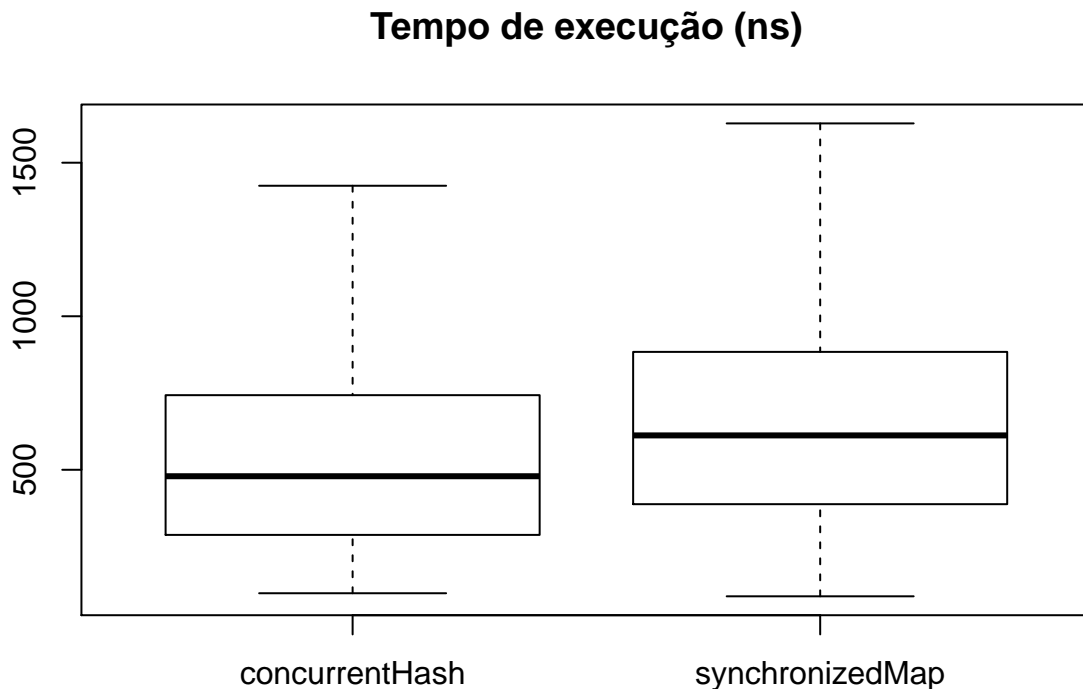 Tempo de execução (ns)
1500
1000
500
concurrentHash
synchronizedMap